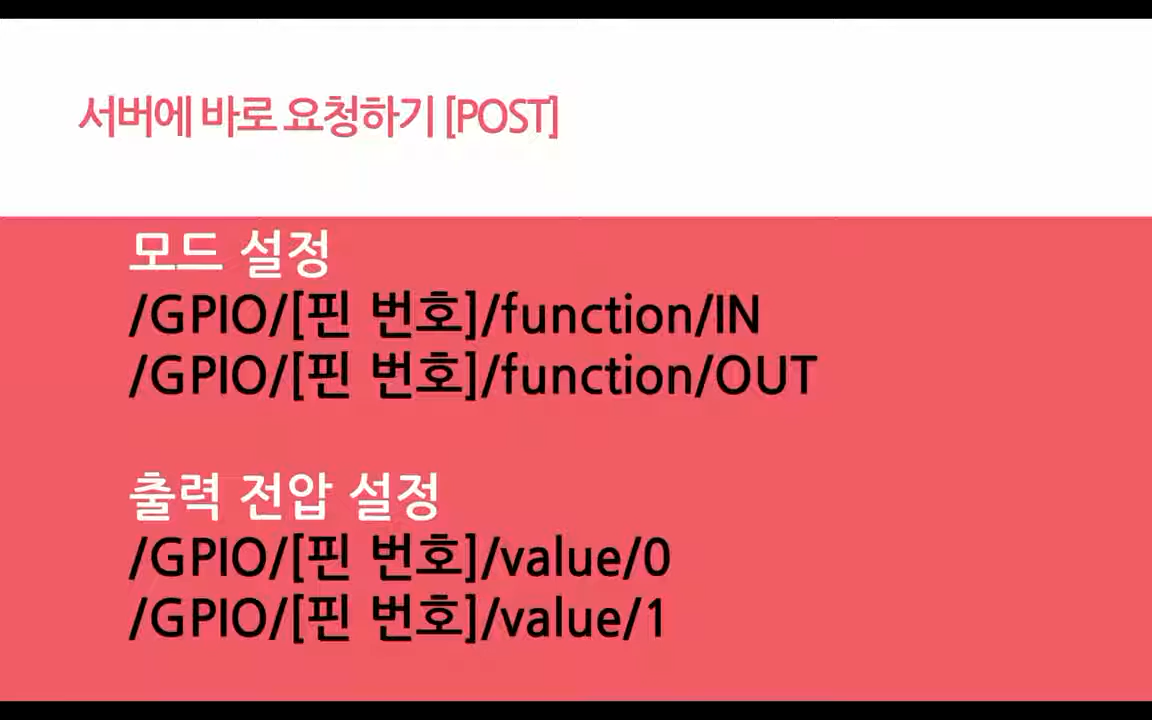 서버에 바로 요청하기 [POST]
모드 설정
/GPIO/[핀 번호]/function/IN
/GPIO/[핀 번호]/function/OUT
출력 전압 설정
/GPIO/[핀 번호]/value/0
/GPIO/[핀 번호]/value/1